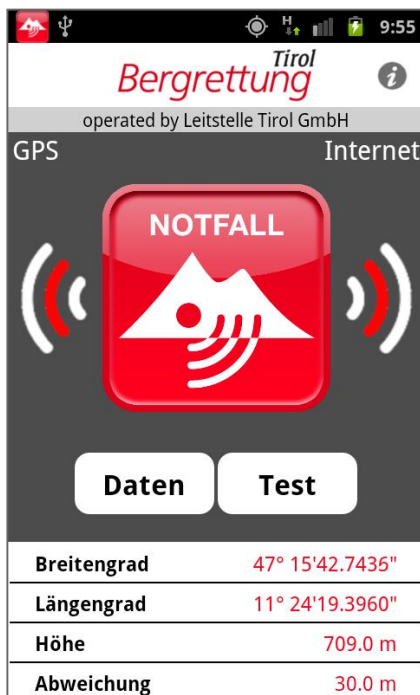 H 9:55
Tirol
Bergrettung
i
operated by Leitstelle Tirol GmbH
GPS Internet
NOTFALL
Daten Test
Breitengrad 47° 15'42.7436"
Längengrad 11° 24'19.3960"
Höhe 709.0 m
Abweichung 30.0 m